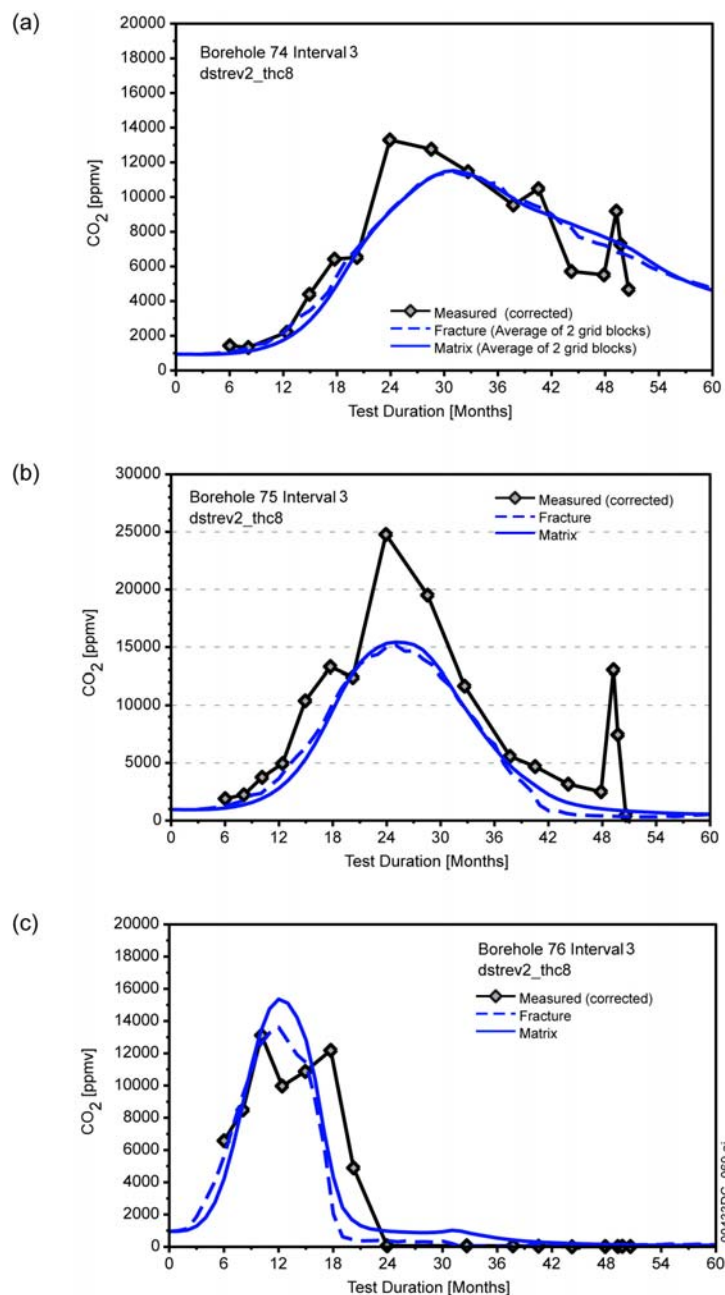 (a)
Borehole 74 Interval 3
dstrev2_thc8
18000
16000
14000
12000
10000
8000
6000
4000
2000
0
CO2 [ppmv]
Measured (corrected)
Fracture (Average of 2 grid blocks)
Matrix (Average of 2 grid blocks)
0 6 12 18 24 30 36 42 48 54 60
Test Duration [Months]
(b)
Borehole 75 Interval 3
dstrev2_thc8
30000
25000
20000
15000
10000
5000
0
CO2 [ppmv]
Measured (corrected)
Fracture
Matrix
0 6 12 18 24 30 36 42 48 54 60
Test Duration [Months]
(c)
Borehole 76 Interval 3
dstrev2_thc8
20000
18000
16000
14000
12000
10000
8000
6000
4000
2000
0
CO2 [ppmv]
Measured (corrected)
Fracture
Matrix
0 6 12 18 24 30 36 42 48 54 60
Test Duration [Months]